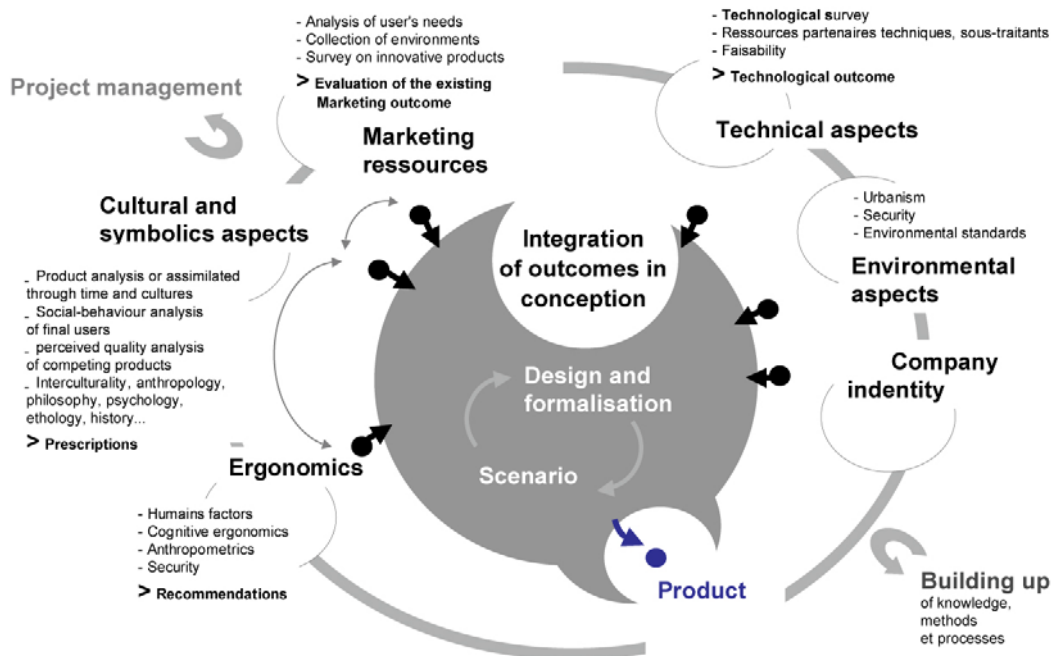 - Analysis of user's needs
- Collection of environments
- Survey on innovative products
> Evaluation of the existing
Marketing outcome
Marketing
ressources
- Technological survey
- Ressources partenaires techniques, sous-traitants
- Faisability
> Technological outcome
Technical aspects
Project management
Cultural and
symbolics aspects
- Product analysis or assimilated
through time and cultures
- Social-behaviour analysis
of final users
- perceived quality analysis
of competing products
- Interculturality, anthropology,
philosophy, psychology,
ethology, history...
> Prescriptions
- Urbanism
- Security
- Environmental standards
Environmental
aspects
Company
indentity
Integration
of outcomes in
conception
Design and
formalisation
Scenario
Ergonomics
- Humains factors
- Cognitive ergonomics
- Anthropometrics
- Security
> Recommendations
Product
Building up
of knowledge,
methods
et processes